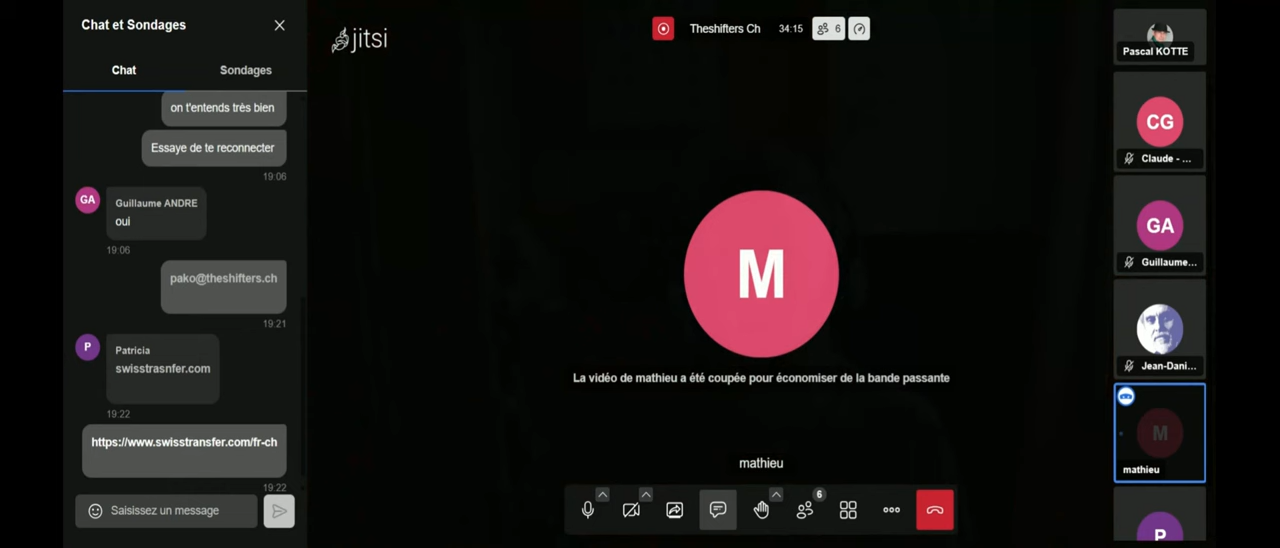 Chat et Sondages
Chat
Sondages
on t'entends très bien
Essaye de te reconnecter
19:06
GA
Guillaume ANDRE
oui
19:06
pako@theshifters.ch
19:21
P
Patricia
swisstrasnfer.com
19:22
https://www.swisstransfer.com/fr-ch
19:22
Saisissez un message
jitsi
Theshifters Ch
34:15
6
M
La vidéo de mathieu a été coupée pour économiser de la bande passante
mathieu
6
Pascal KOTTE
CG
Claude - ...
GA
Guillaume...
Jean-Dani...
M
mathieu
P